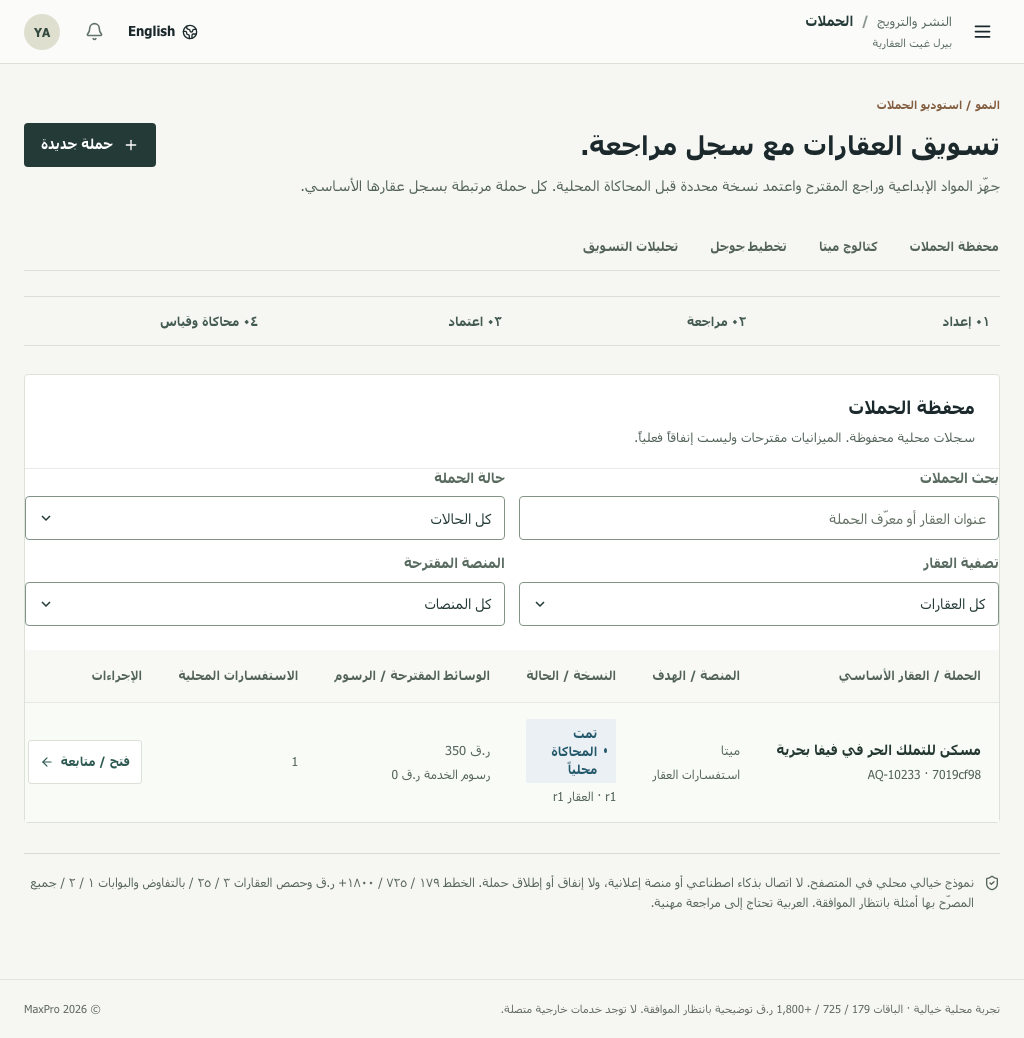 النشر والترويج / الحملات
بيرل غيت العقارية
English
YA
النمو / استوديو الحملات
تسويق العقارات مع سجل مراجعة.
حملة جديدة
جهّز المواد الإبداعية وراجع المقترح واعتمد نسخة محددة قبل المحاكاة المحلية. كل حملة مرتبطة بسجل عقارها الأساسي.
محفظة الحملات كتالوج ميتا تخطيط جوجل تحليلات التسويق
٠١ إعداد ٠٢ مراجعة ٠٣ اعتماد ٠٤ محاكاة وقياس
محفظة الحملات
سجلات محلية محفوظة. الميزانيات مقترحات وليست إنفاقاً فعلياً.
بحث الحملات حالة الحملة
عنوان العقار أو معرّف الحملة كل الحالات
تصفية العقار المنصة المقترحة
كل العقارات كل المنصات
الحملة / العقار الأساسي المنصة / الهدف النسخة / الحالة الوسائط المقترحة / الرسوم الاستفسارات المحلية الإجراءات
مسكن للتملك الحر في فيفا بحرية
AQ-10233 · 7019cf98
ميتا
استفسارات العقار
• تمت
المحاكاة
محلياً
r1 · العقار r1
ر.ق 350
رسوم الخدمة ر.ق 0
1
فتح / متابعة
نموذج خيالي محلي في المتصفح. لا اتصال بذكاء اصطناعي أو منصة إعلانية، ولا إنفاق أو إطلاق حملة. الخطط ١٧٩ / ٧٢٥ / ١٨٠٠+ ر.ق وحصص العقارات ٣ / ٢٥ / بالتفاوض والبوابات ١ / ٢ / جميع
المصرّح بها أمثلة بانتظار الموافقة. العربية تحتاج إلى مراجعة مهنية.
تجربة محلية خيالية · الباقات 179 / 725 / 1,800+ ر.ق توضيحية بانتظار الموافقة. لا توجد خدمات خارجية متصلة.
© 2026 MaxPro